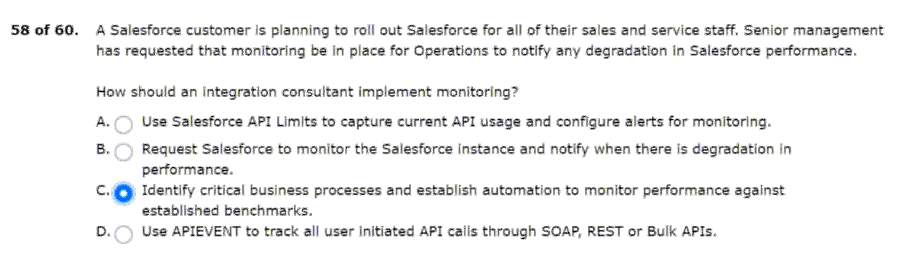 58 of 60. A Salesforce customer is planning to roll out Salesforce for all of their sales and service staff. Senior management
has requested that monitoring be in place for Operations to notify any degradation in Salesforce performance.
How should an integration consultant implement monitoring?
A. Use Salesforce API Limits to capture current API usage and configure alerts for monitoring.
B. Request Salesforce to monitor the Salesforce instance and notify when there is degradation in
performance.
C. Identify critical business processes and establish automation to monitor performance against
established benchmarks.
D. Use APIEVENT to track all user initiated API calls through SOAP, REST or Bulk APIs.